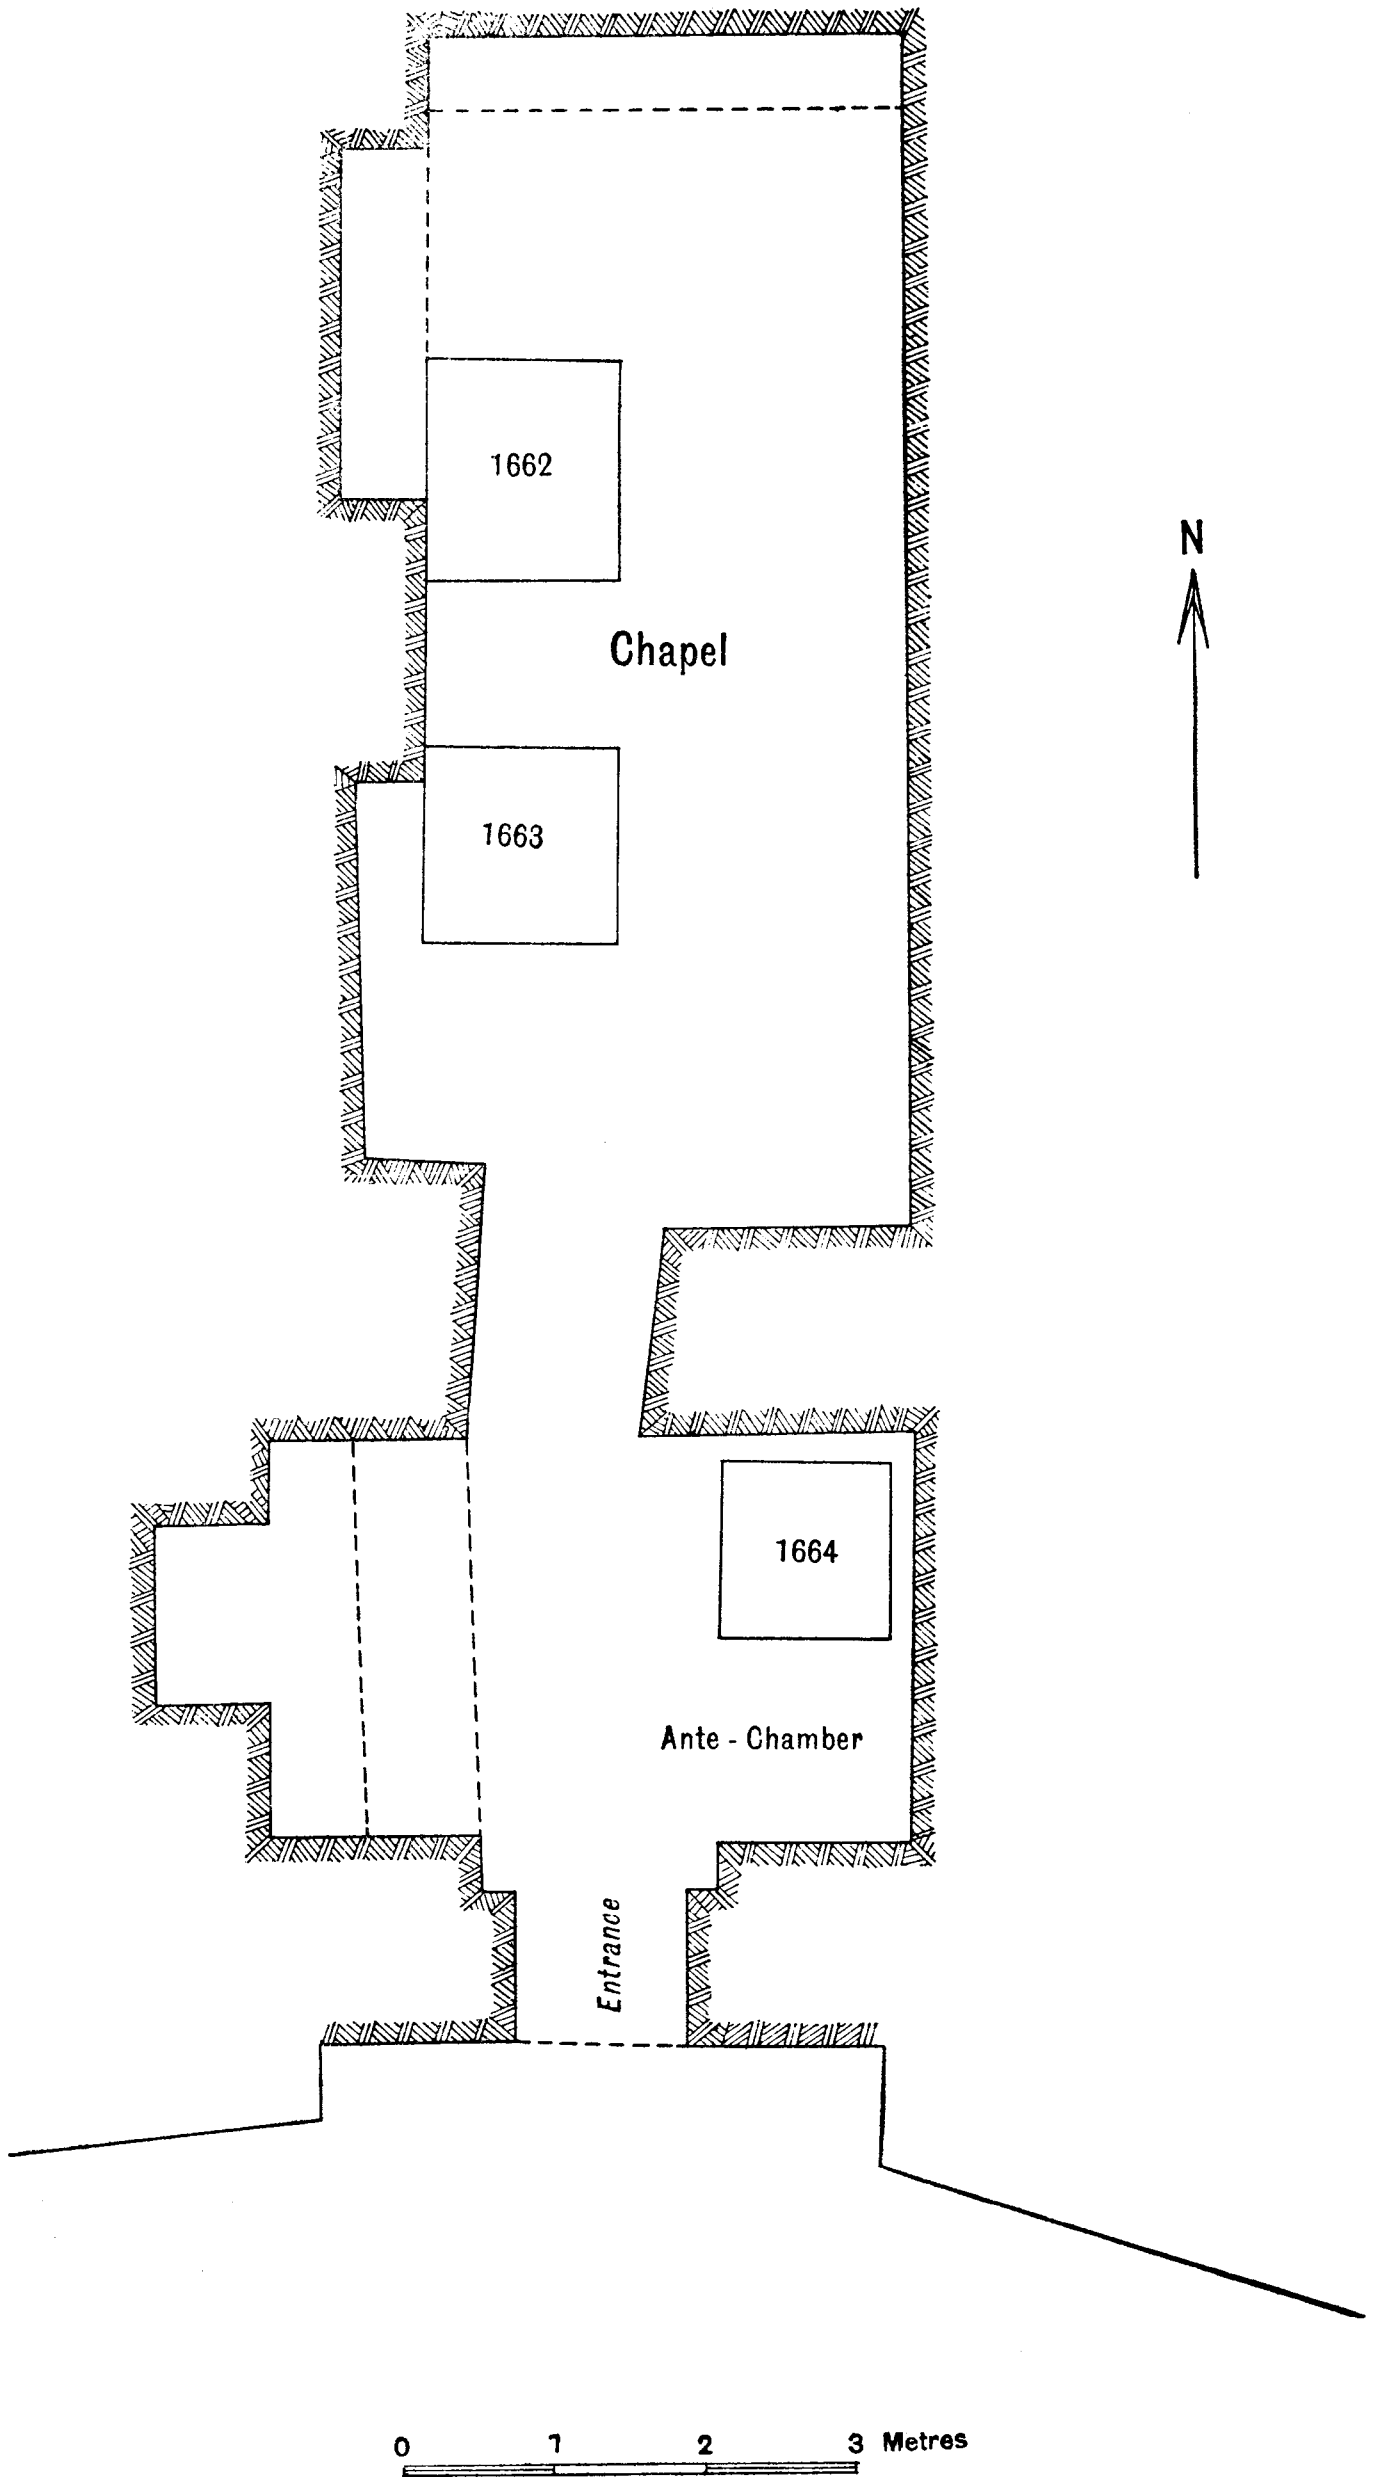 1662
N
Chapel
1663
1664
Ante - Chamber
Entrance
0 1 2 3 Metres